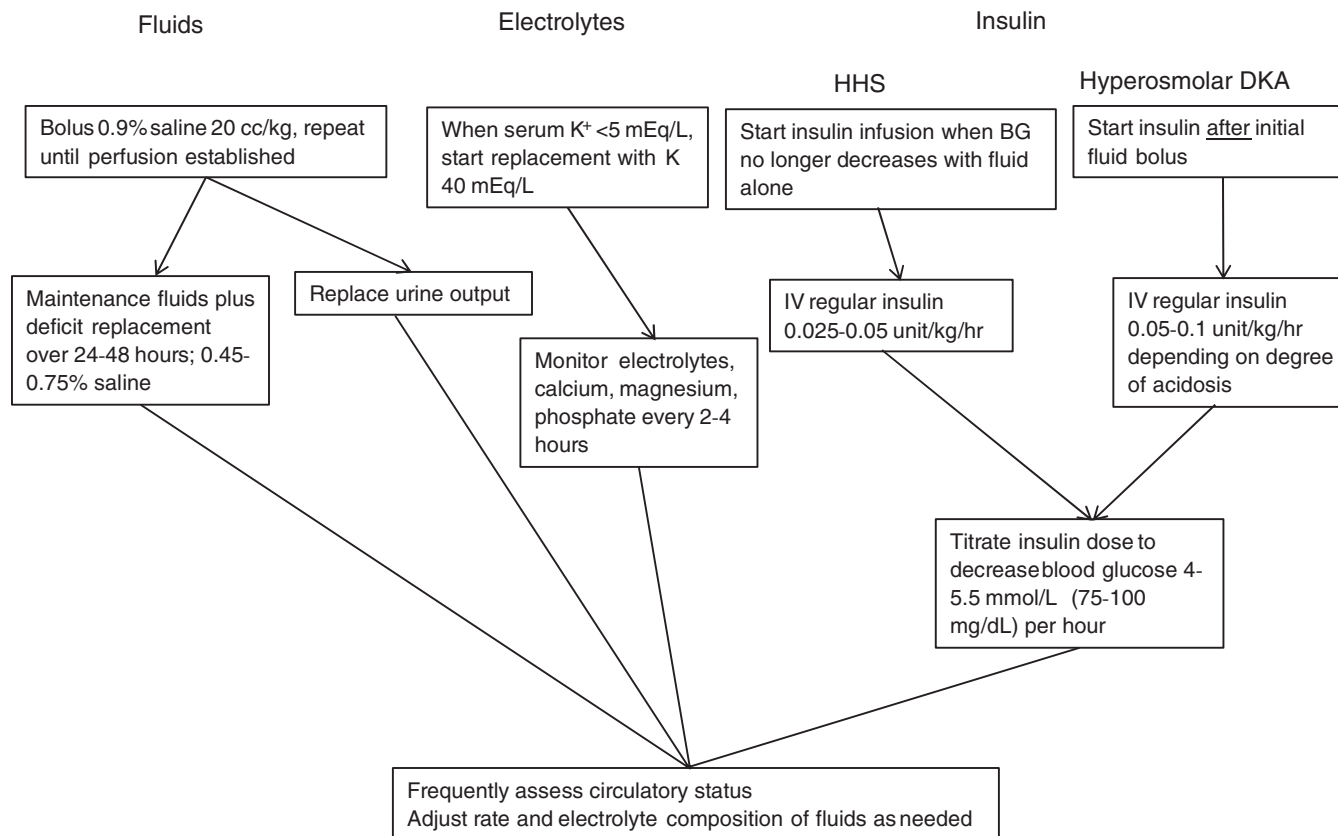 Fluids
Electrolytes
Insulin
HHS
Hyperosmolar DKA
Bolus 0.9% saline 20 cc/kg, repeat
until perfusion established
When serum K⁺ <5 mEq/L,
start replacement with K
40 mEq/L
Start insulin infusion when BG
no longer decreases with fluid
alone
Start insulin after initial
fluid bolus
Maintenance fluids plus
deficit replacement
over 24-48 hours; 0.45-
0.75% saline
Replace urine output
Monitor electrolytes,
calcium, magnesium,
phosphate every 2-4
hours
IV regular insulin
0.025-0.05 unit/kg/hr
IV regular insulin
0.05-0.1 unit/kg/hr
depending on degree
of acidosis
Titrate insulin dose to
decrease blood glucose 4-
5.5 mmol/L (75-100
mg/dL) per hour
Frequently assess circulatory status
Adjust rate and electrolyte composition of fluids as needed